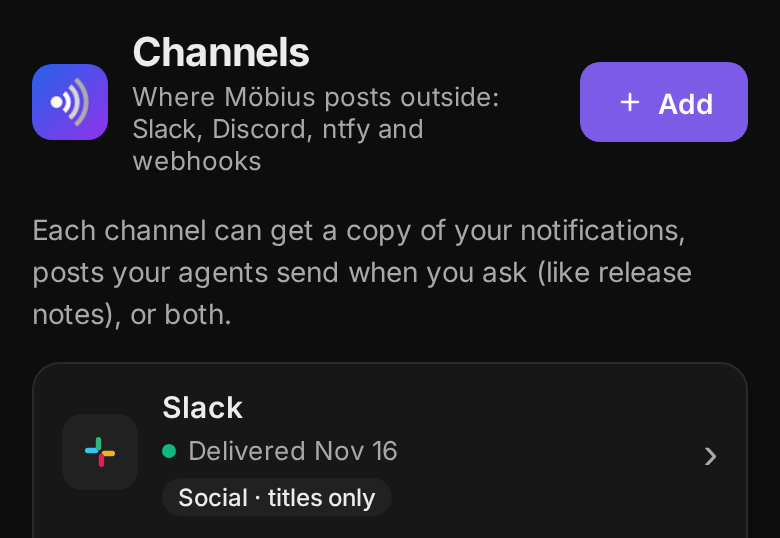 Channels
Where Möbius posts outside:
Slack, Discord, ntfy and
webhooks
+ Add
Each channel can get a copy of your notifications,
posts your agents send when you ask (like release
notes), or both.
Slack
Delivered Nov 16
Social · titles only